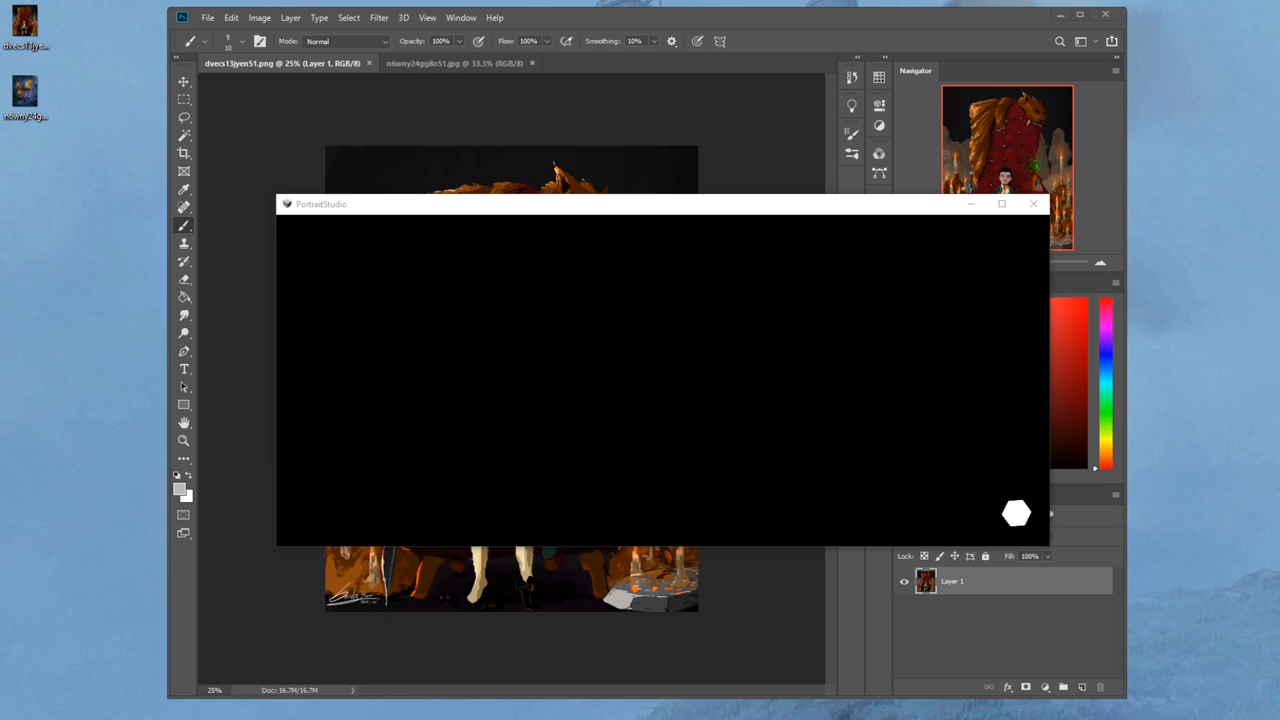 dvecs13jye...
n6wny24g...
File Edit Image Layer Type Select Filter 3D View Window Help
10
Mode: Normal Opacity: 100% Flow: 100% Smoothing: 10%
dvecs13jyen51.png @ 25% (Layer 1, RGB/8) n6wny24gg8o51.jpg @ 33.3% (RGB/8)
Navigator
PortraitStudio
Lock: Fill: 100%
Layer 1
25% Doc: 16.7M/16.7M